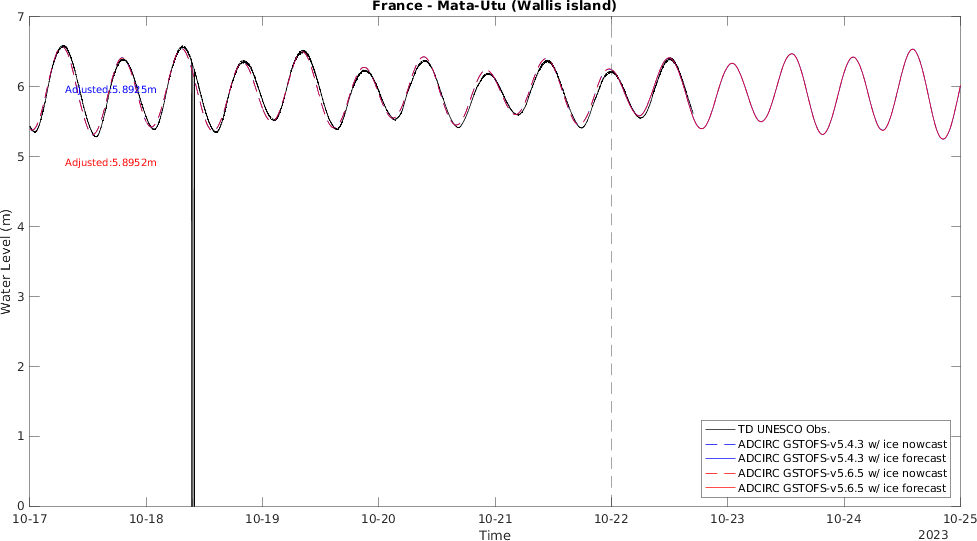 France - Mata-Utu (Wallis island)
7
6
5
4
3
2
1
0
Water Level (m)
Adjusted:5.8925m
Adjusted:5.8952m
TD UNESCO Obs.
ADCIRC GSTOFS-v5.4.3 w/ ice nowcast
ADCIRC GSTOFS-v5.4.3 w/ ice forecast
ADCIRC GSTOFS-v5.6.5 w/ ice nowcast
ADCIRC GSTOFS-v5.6.5 w/ ice forecast
10-17 10-18 10-19 10-20 10-21 10-22 10-23 10-24 10-25
Time
2023